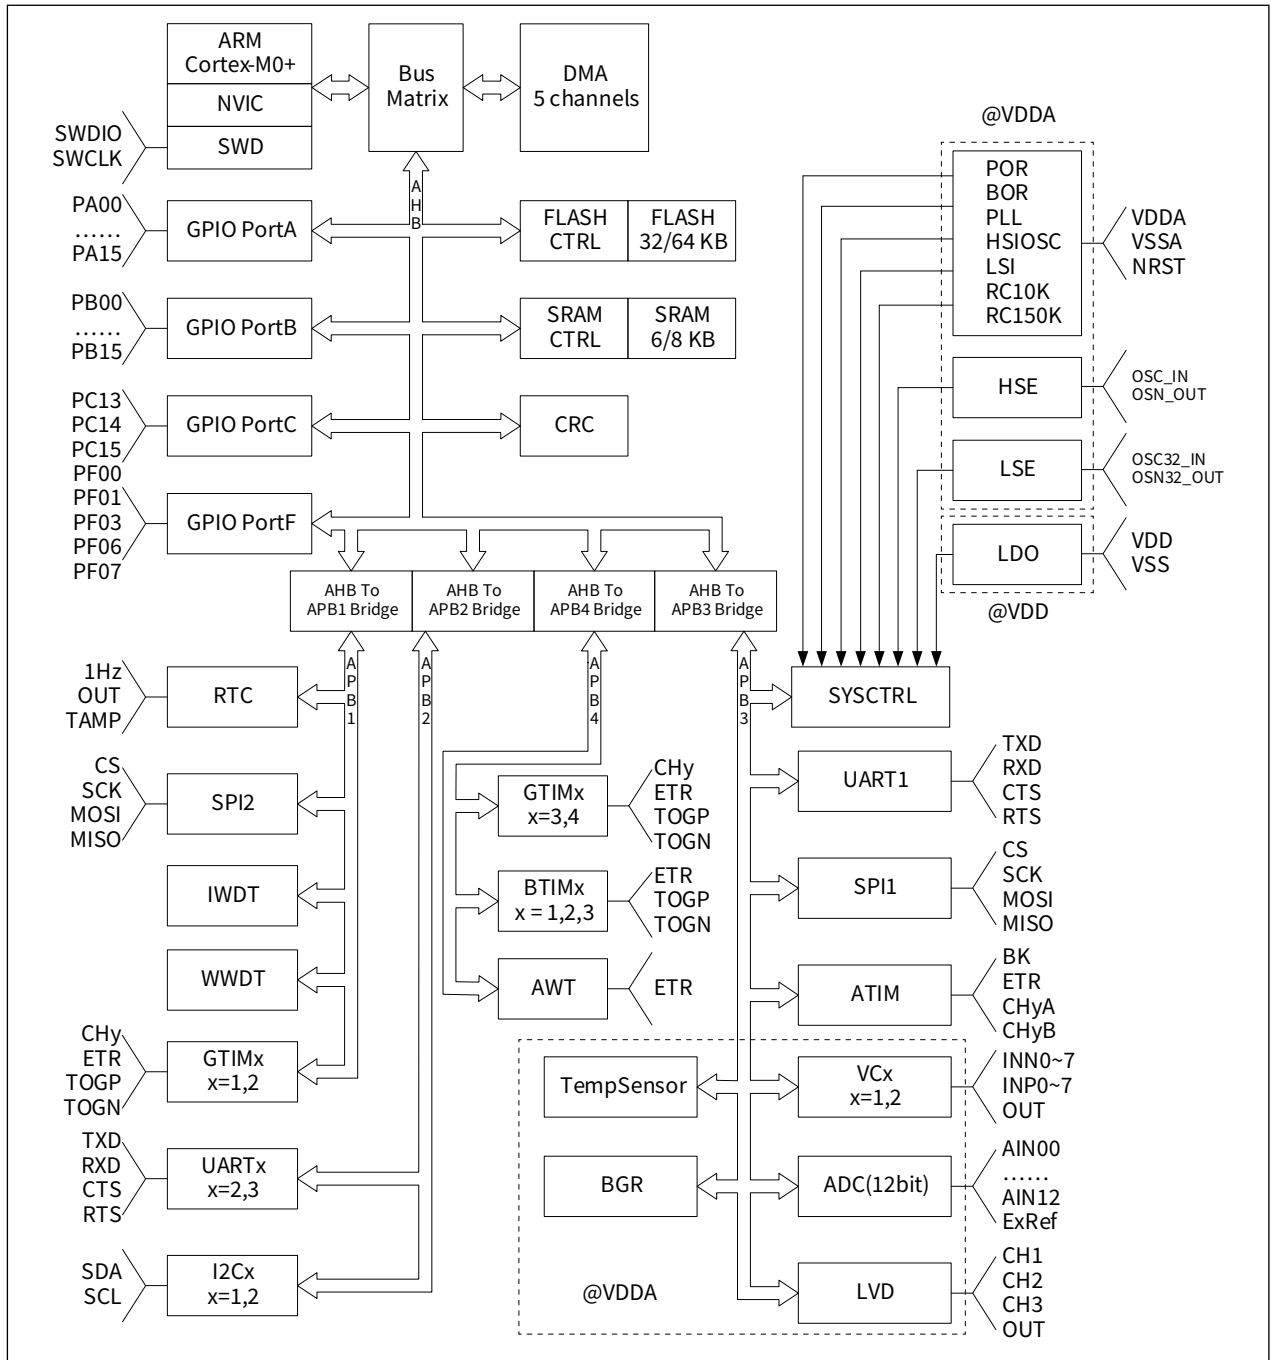 ARM
Cortex-M0+
NVIC
SWD
SWDIO
SWCLK
Bus
Matrix
DMA
5 channels
AHB
PA00
......
PA15
GPIO PortA
FLASH
CTRL
FLASH
32/64 KB
PB00
......
PB15
GPIO PortB
SRAM
CTRL
SRAM
6/8 KB
PC13
PC14
PC15
GPIO PortC
CRC
PF00
PF01
PF03
PF06
PF07
GPIO PortF
@VDDA
POR
BOR
PLL
HSIOSC
LSI
RC10K
RC150K
VDDA
VSSA
NRST
HSE
OSC_IN
OSN_OUT
LSE
OSC32_IN
OSN32_OUT
LDO
VDD
VSS
@VDD
AHB To
APB1 Bridge
AHB To
APB2 Bridge
AHB To
APB4 Bridge
AHB To
APB3 Bridge
APB1
APB2
APB4
APB3
1Hz
OUT
TAMP
RTC
SYSCTRL
CS
SCK
MOSI
MISO
SPI2
IWDT
WWDT
CHy
ETR
TOGP
TOGN
GTIMx
x=1,2
TXD
RXD
CTS
RTS
UARTx
x=2,3
SDA
SCL
I2Cx
x=1,2
GTIMx
x=3,4
CHy
ETR
TOGP
TOGN
BTIMx
x = 1,2,3
ETR
TOGP
TOGN
AWT
ETR
UART1
TXD
RXD
CTS
RTS
SPI1
CS
SCK
MOSI
MISO
ATIM
BK
ETR
CHyA
CHyB
TempSensor
VCx
x=1,2
INN0~7
INP0~7
OUT
BGR
ADC(12bit)
AIN00
......
AIN12
ExRef
@VDDA
LVD
CH1
CH2
CH3
OUT